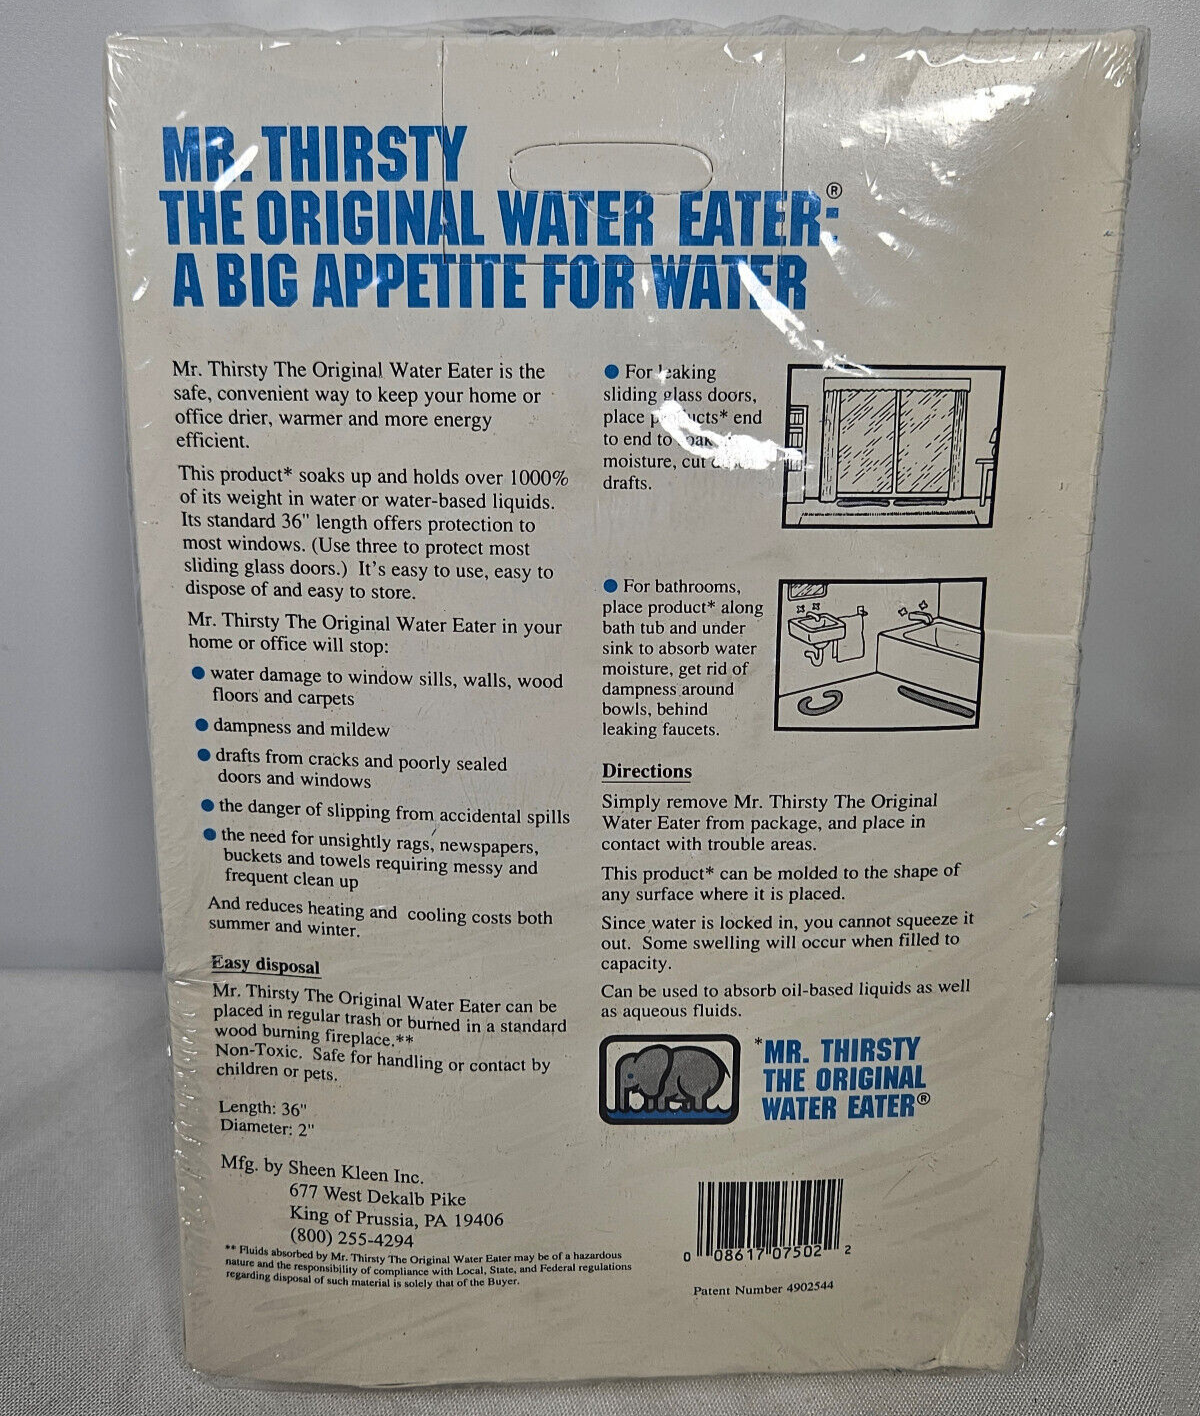 MR. THIRSTY
THE ORIGINAL WATER EATER:®
A BIG APPETITE FOR WATER
Mr. Thirsty The Original Water Eater is the
safe, convenient way to keep your home or
office drier, warmer and more energy
efficient.
This product* soaks up and holds over 1000%
of its weight in water or water-based liquids.
Its standard 36" length offers protection to
most windows. (Use three to protect most
sliding glass doors.) It's easy to use, easy to
dispose of and easy to store.
Mr. Thirsty The Original Water Eater in your
home or office will stop:
● water damage to window sills, walls, wood
floors and carpets
● dampness and mildew
● drafts from cracks and poorly sealed
doors and windows
● the danger of slipping from accidental spills
● the need for unsightly rags, newspapers,
buckets and towels requiring messy and
frequent clean up
And reduces heating and cooling costs both
summer and winter.
Easy disposal
Mr. Thirsty The Original Water Eater can be
placed in regular trash or burned in a standard
wood burning fireplace.**
Non-Toxic. Safe for handling or contact by
children or pets.
Length: 36"
Diameter: 2"
Mfg. by Sheen Kleen Inc.
677 West Dekalb Pike
King of Prussia, PA 19406
(800) 255-4294
** Fluids absorbed by Mr. Thirsty The Original Water Eater may be of a hazardous
nature and the responsibility of compliance with Local, State, and Federal regulations
regarding disposal of such material is solely that of the Buyer.
● For leaking
sliding glass doors,
place end
to end to
moisture, cut
drafts.
● For bathrooms,
place product* along
bath tub and under
sink to absorb water
moisture, get rid of
dampness around
bowls, behind
leaking faucets.
Directions
Simply remove Mr. Thirsty The Original
Water Eater from package, and place in
contact with trouble areas.
This product* can be molded to the shape of
any surface where it is placed.
Since water is locked in, you cannot squeeze it
out. Some swelling will occur when filled to
capacity.
Can be used to absorb oil-based liquids as well
as aqueous fluids.
*MR. THIRSTY
THE ORIGINAL
WATER EATER®
0 08617 07502 2
Patent Number 4902544